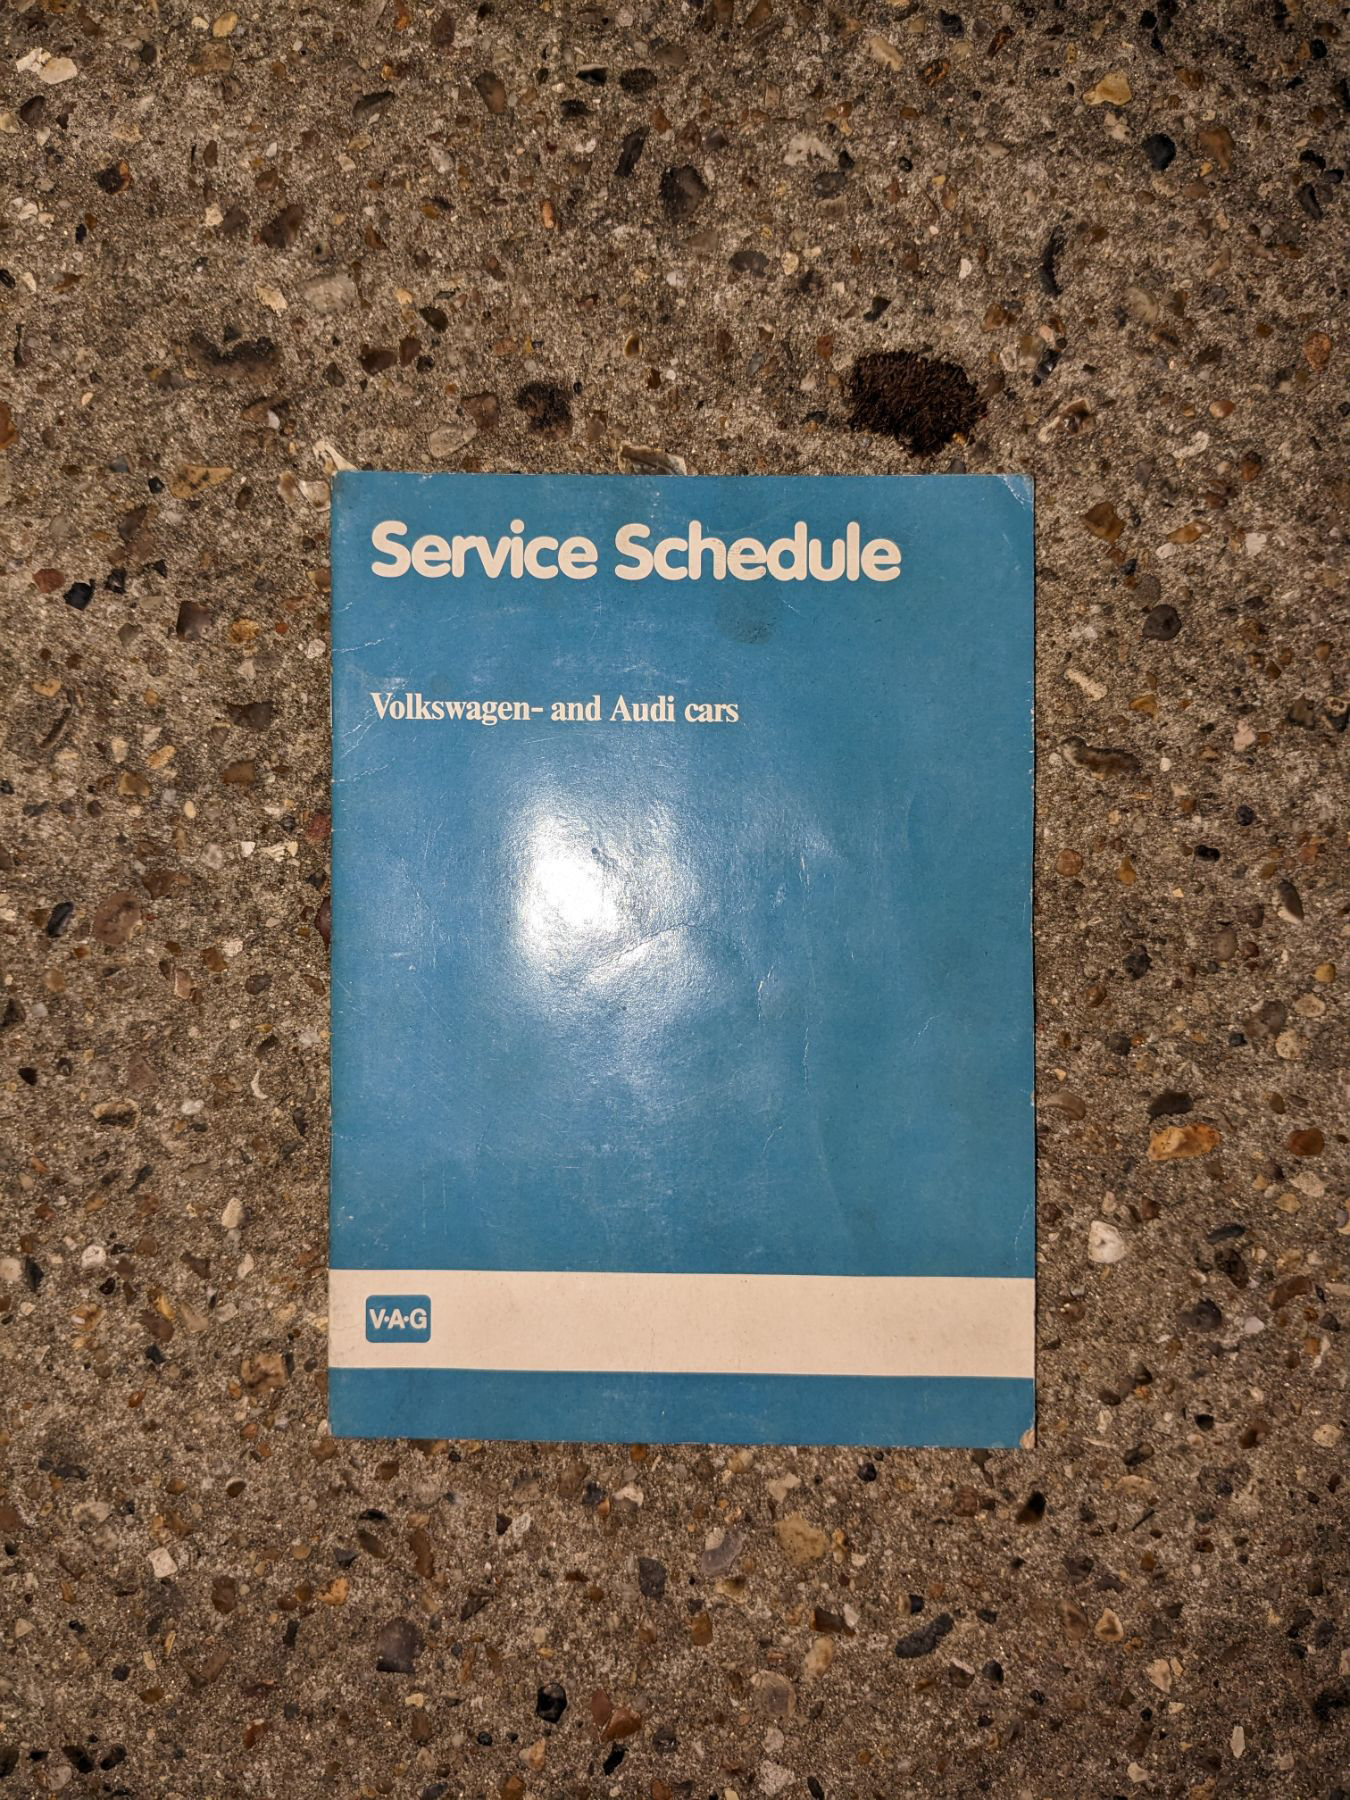 Service Schedule
Volkswagen- and Audi cars
V·A·G